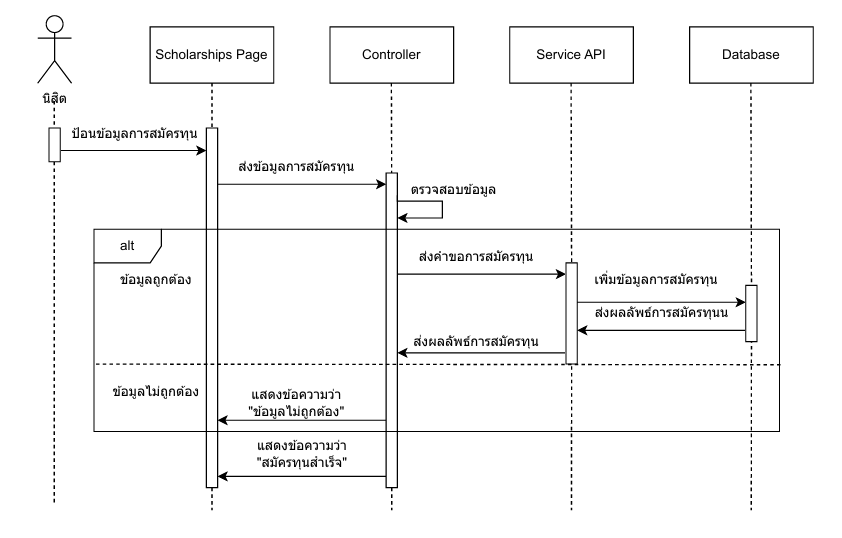 Scholarships Page
Controller
Service API
Database
นิสิต
ป้อนข้อมูลการสมัครทุน
ส่งข้อมูลการสมัครทุน
ตรวจสอบข้อมูล
alt
ส่งคำขอการสมัครทุน
ข้อมูลถูกต้อง
เพิ่มข้อมูลการสมัครทุน
ส่งผลลัพธ์การสมัครทุนน
ส่งผลลัพธ์การสมัครทุน
ข้อมูลไม่ถูกต้อง
แสดงข้อความว่า
"ข้อมูลไม่ถูกต้อง"
แสดงข้อความว่า
"สมัครทุนสำเร็จ"